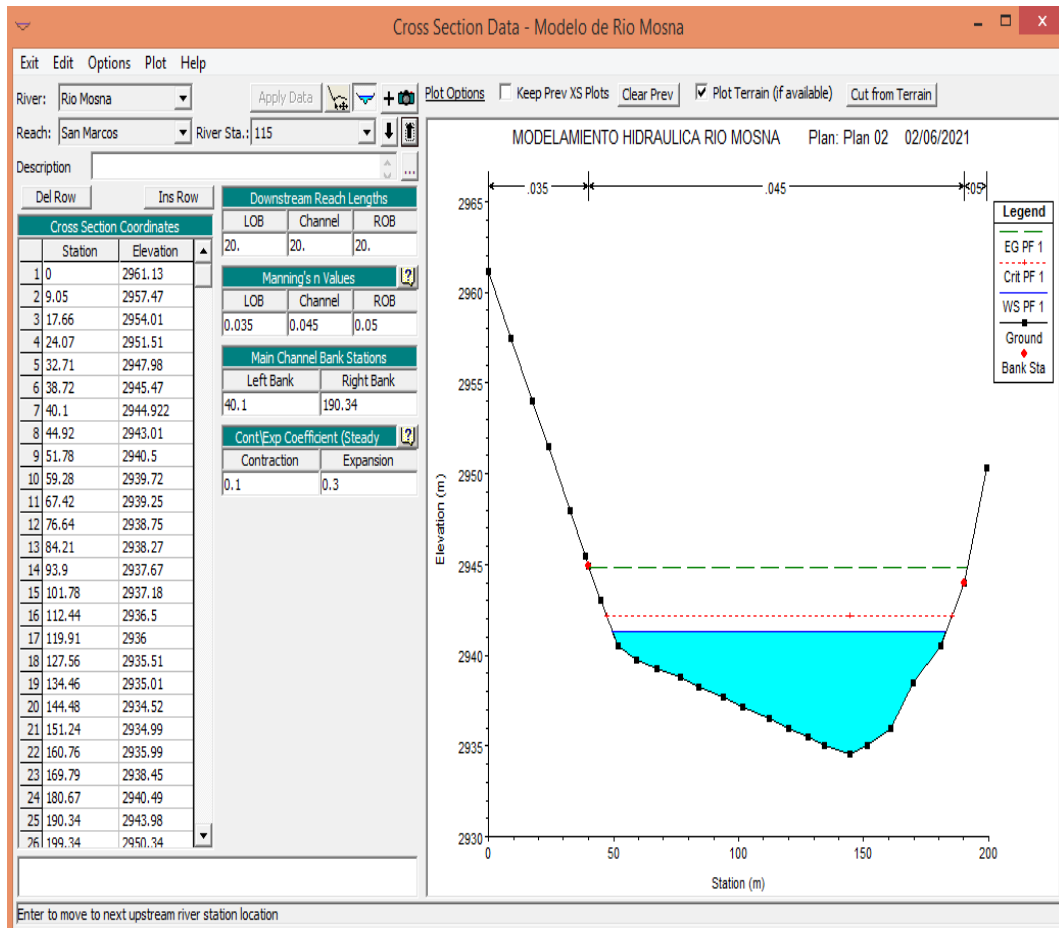 Cross Section Data - Modelo de Rio Mosna
Exit Edit Options Plot Help
River: Rio Mosna Apply Data
Plot Options Keep Prev XS Plots Clear Prev Plot Terrain (if available) Cut from Terrain
Reach: San Marcos River Sta.: 115
Description ...
Del Row Ins Row
Cross Section Coordinates
Station Elevation
1 0 2961.13
2 9.05 2957.47
3 17.66 2954.01
4 24.07 2951.51
5 32.71 2947.98
6 38.72 2945.47
7 40.1 2944.922
8 44.92 2943.01
9 51.78 2940.5
10 59.28 2939.72
11 67.42 2939.25
12 76.64 2938.75
13 84.21 2938.27
14 93.9 2937.67
15 101.78 2937.18
16 112.44 2936.5
17 119.91 2936
18 127.56 2935.51
19 134.46 2935.01
20 144.48 2934.52
21 151.24 2934.99
22 160.76 2935.99
23 169.79 2938.45
24 180.67 2940.49
25 190.34 2943.98
26 199.34 2950.34
Downstream Reach Lengths
LOB Channel ROB
20. 20. 20.
Manning's n Values
LOB Channel ROB
0.035 0.045 0.05
Main Channel Bank Stations
Left Bank Right Bank
40.1 190.34
Cont\Exp Coefficient (Steady
Contraction Expansion
0.1 0.3
MODELAMIENTO HIDRAULICA RIO MOSNA Plan: Plan 02 02/06/2021
.035 .045 .05
Legend
EG PF 1
Crit PF 1
WS PF 1
Ground
Bank Sta
2965
2960
2955
2950
2945
2940
2935
2930
Elevation (m)
0 50 100 150 200
Station (m)
Enter to move to next upstream river station location